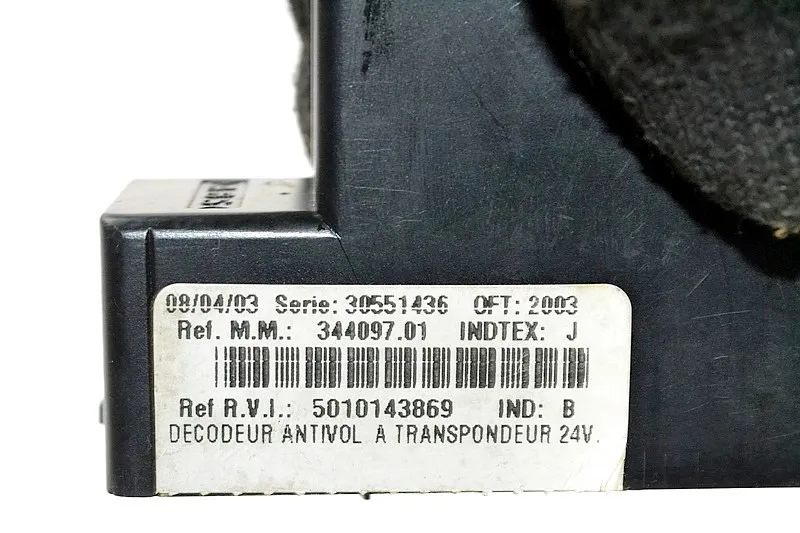 08/04/03 Serie: 30551436 OFT: 2003
Ref. M.M.: 344097.01 INDTEX: J
Ref R.V.I.: 5010143869 IND: B
DECODEUR ANTIVOL A TRANSPONDEUR 24V.